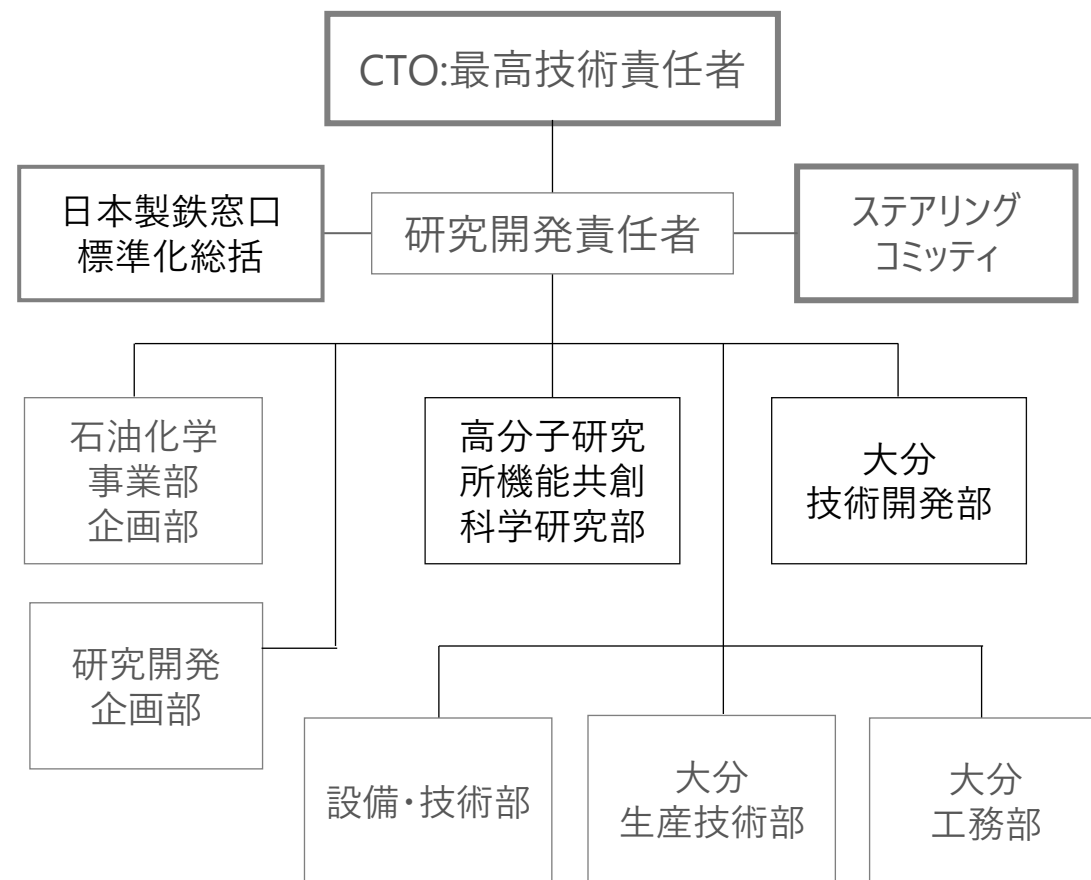 CTO:最高技術責任者
日本製鉄窓口
標準化総括
研究開発責任者
ステアリング
コミッティ
石油化学
事業部
企画部
高分子研究
所機能共創
科学研究部
大分
技術開発部
研究開発
企画部
設備・技術部
大分
生産技術部
大分
工務部